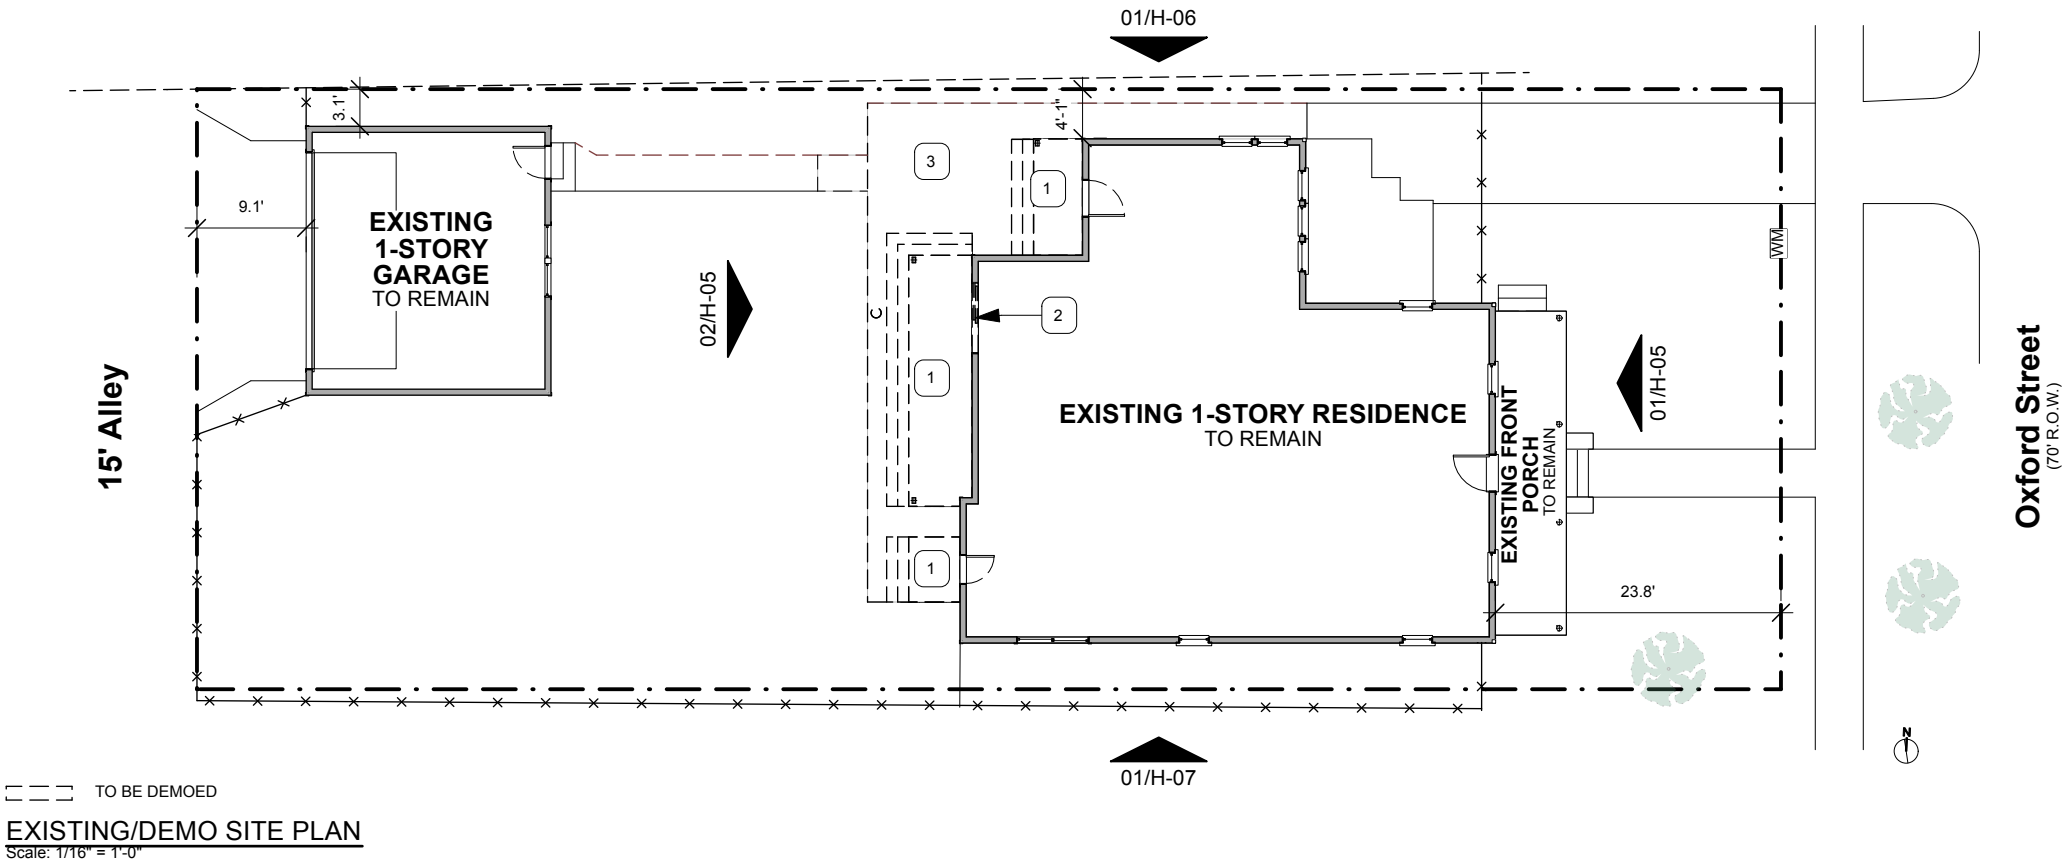 01/H-06
3.1'
4'-1"
3
1
9.1'
EXISTING
1-STORY
GARAGE
TO REMAIN
WM
02/H-05
2
1
01/H-05
15' Alley
EXISTING 1-STORY RESIDENCE
TO REMAIN
EXISTING FRONT
PORCH
TO REMAIN
Oxford Street
(70' R.O.W.)
1
23.8'
N
01/H-07
TO BE DEMOED
EXISTING/DEMO SITE PLAN
Scale: 1/16" = 1'-0"